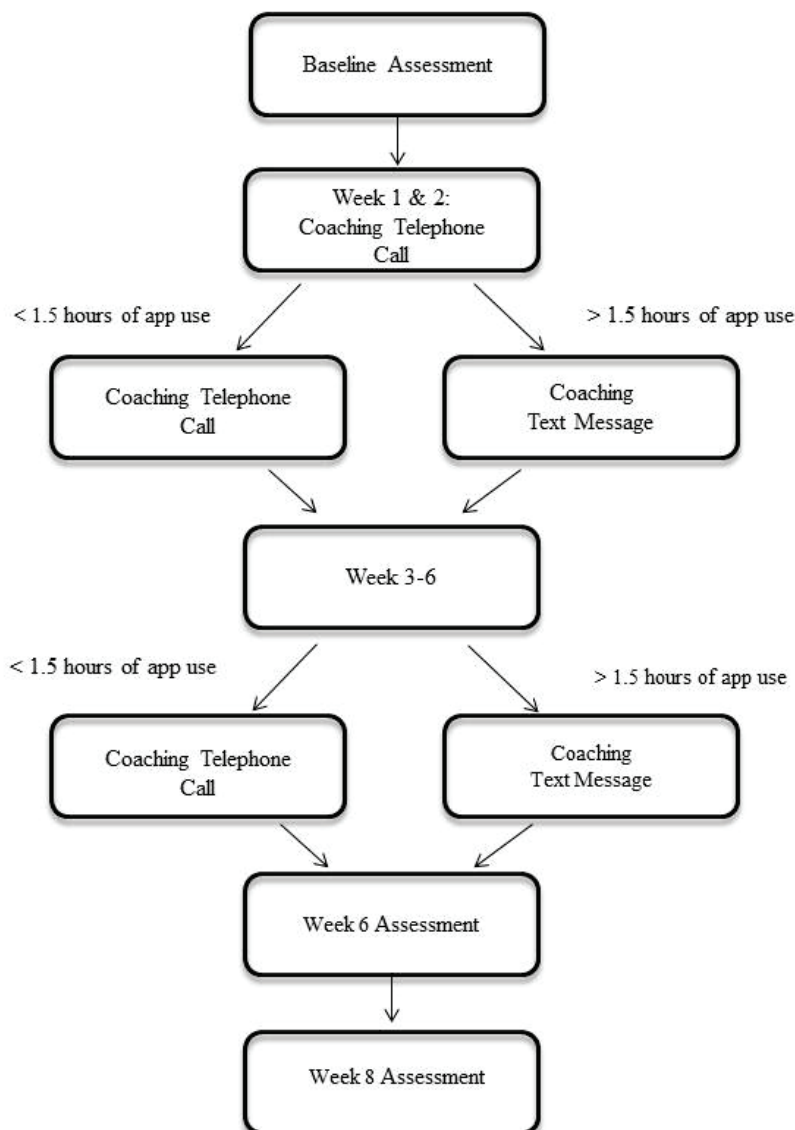 Baseline Assessment
Week 1 & 2:
Coaching Telephone
Call
< 1.5 hours of app use
> 1.5 hours of app use
Coaching Telephone
Call
Coaching
Text Message
Week 3-6
< 1.5 hours of app use
> 1.5 hours of app use
Coaching Telephone
Call
Coaching
Text Message
Week 6 Assessment
Week 8 Assessment